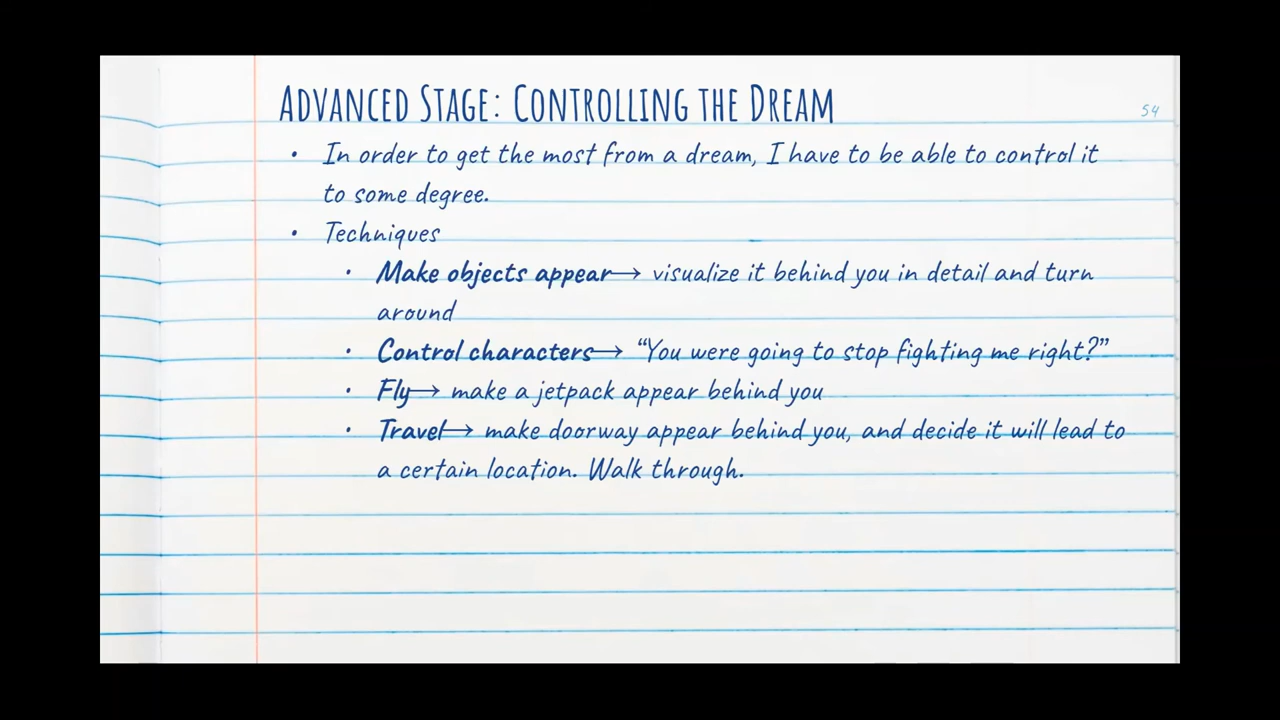 ADVANCED STAGE: CONTROLLING THE DREAM
54
• In order to get the most from a dream, I have to be able to control it
to some degree.
• Techniques
• Make objects appear⟶ visualize it behind you in detail and turn
around
• Control characters⟶ “You were going to stop fighting me right?”
• Fly⟶ make a jetpack appear behind you
• Travel⟶ make doorway appear behind you, and decide it will lead to
a certain location. Walk through.